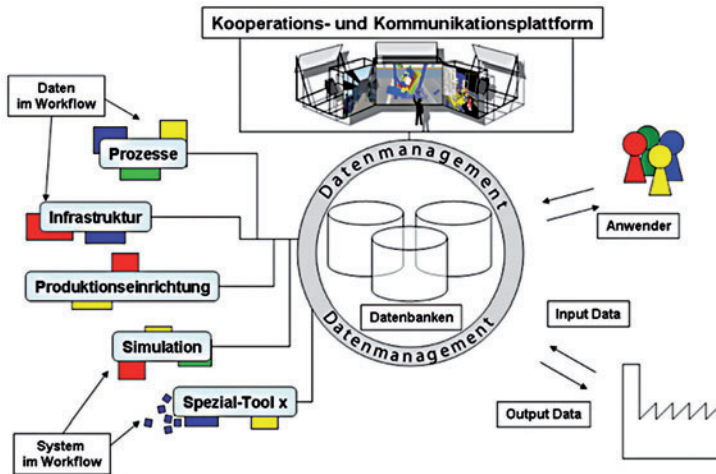 Kooperations- und Kommunikationsplattform
Daten
im Workflow
Prozesse
Infrastruktur
Produktionseinrichtung
Simulation
Spezial-Tool x
System
im Workflow
Datenmanagement
Datenbanken
Datenmanagement
Anwender
Input Data
Output Data